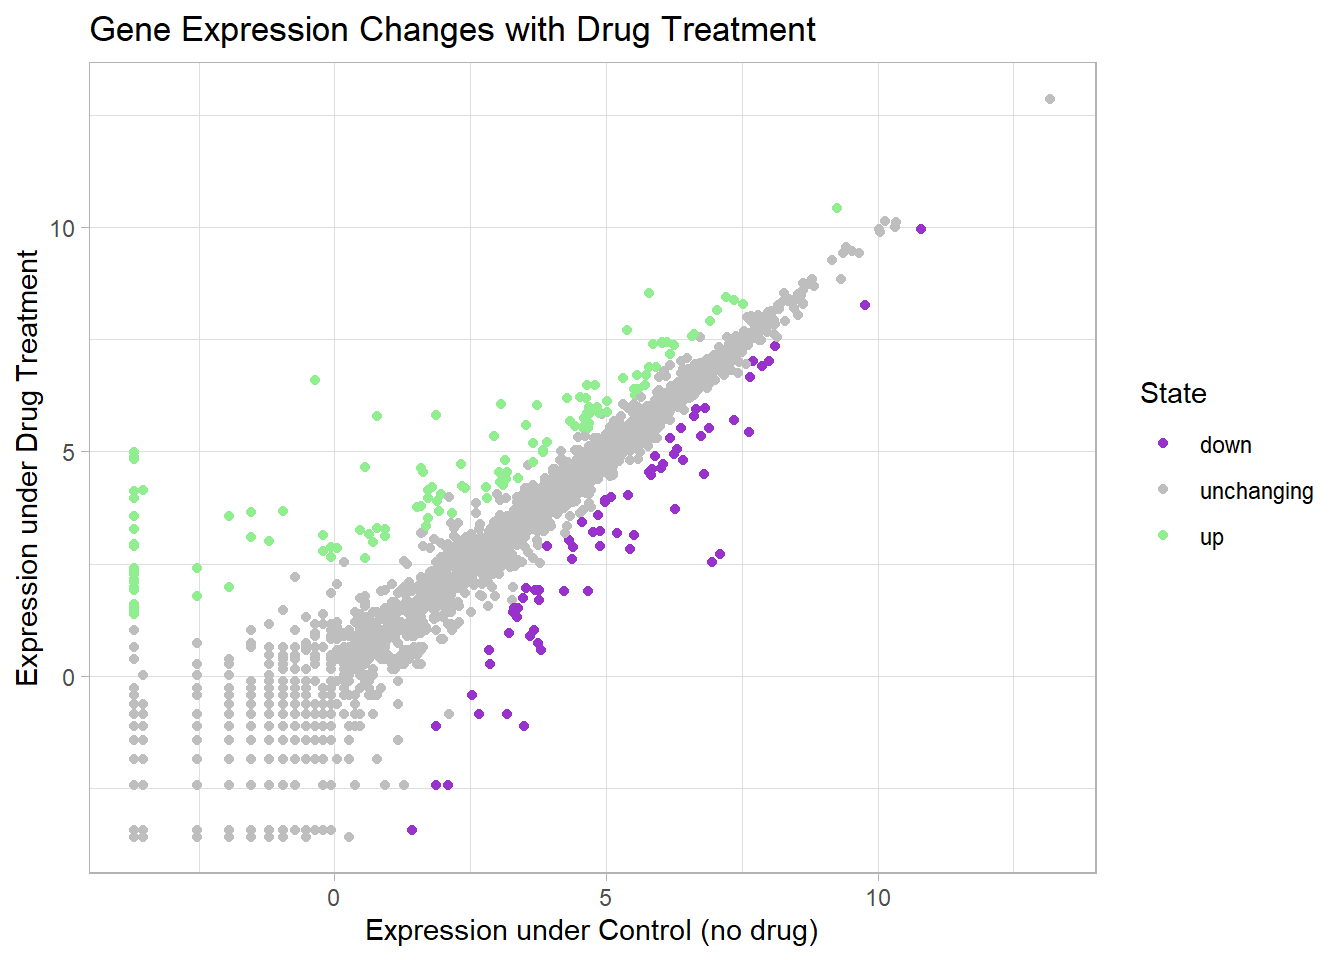 Gene Expression Changes with Drug Treatment
Expression under Drug Treatment
10
5
0
0
5
10
Expression under Control (no drug)
State
down
unchanging
up